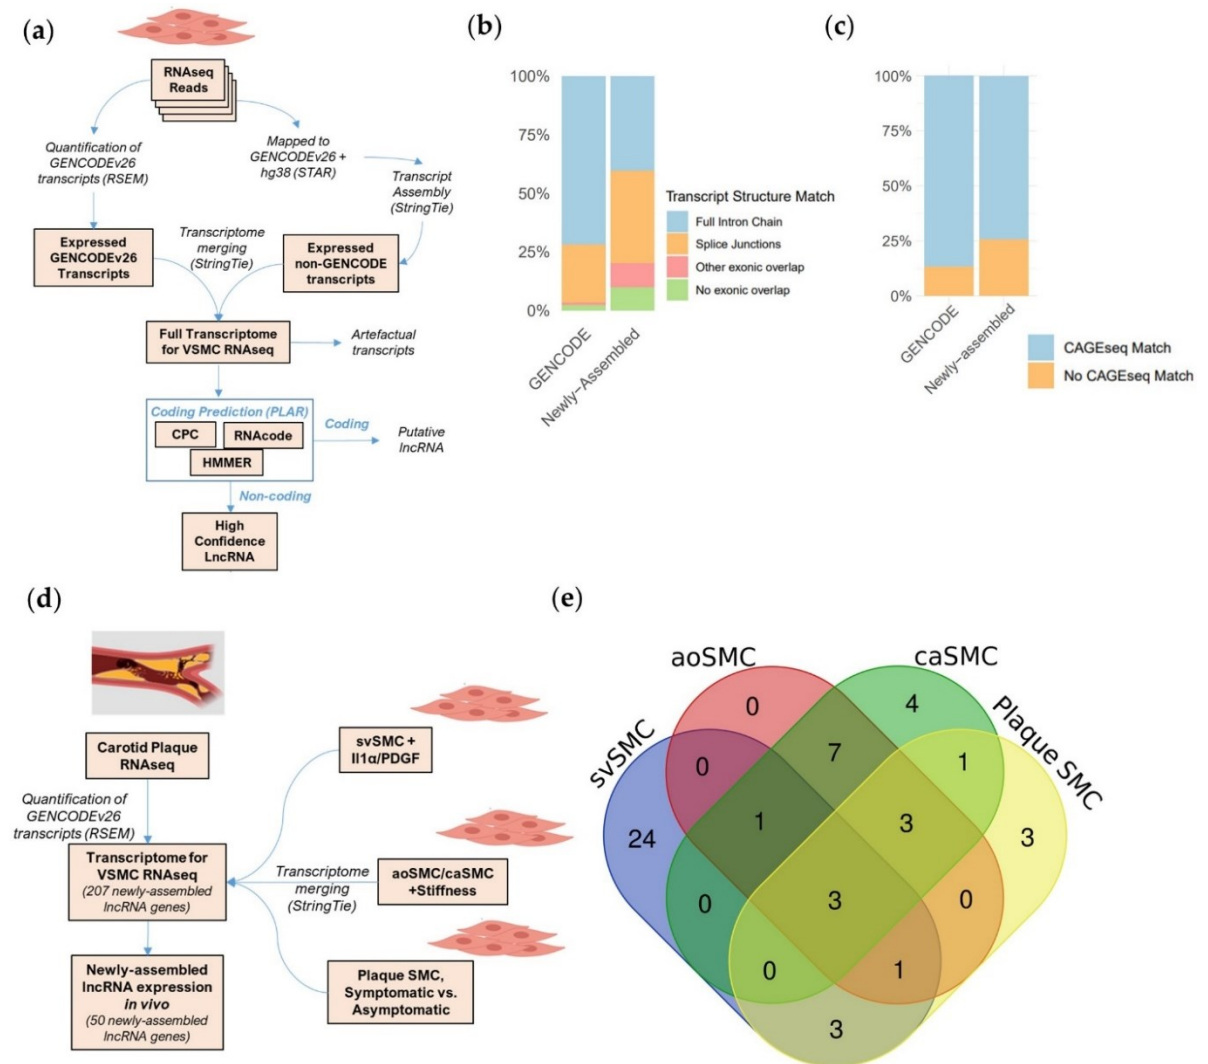 (a)
RNAseq
Reads
Quantification of
GENCODEv26
transcripts (RSEM)
Mapped to
GENCODEv26 +
hg38 (STAR)
Transcript
Assembly
(StringTie)
Expressed
GENCODEv26
Transcripts
Transcriptome
merging
(StringTie)
Expressed
non-GENCODE
transcripts
Full Transcriptome
for VSMC RNAseq
Artefactual
transcripts
Coding Prediction (PLAR)
CPC
RNAcode
HMMER
Coding
Putative
lncRNA
Non-coding
High
Confidence
LncRNA
(b)
100%
75%
50%
25%
0%
GENCODE
Newly-Assembled
Transcript Structure Match
Full Intron Chain
Splice Junctions
Other exonic overlap
No exonic overlap
(c)
100%
75%
50%
25%
0%
GENCODE
Newly-assembled
CAGEseq Match
No CAGEseq Match
(d)
Carotid Plaque
RNAseq
Quantification of
GENCODEv26
transcripts (RSEM)
Transcriptome for
VSMC RNAseq
(207 newly-assembled
lncRNA genes)
Newly-assembled
lncRNA expression
in vivo
(50 newly-assembled
lncRNA genes)
svSMC +
Il1α/PDGF
Transcriptome
merging
(StringTie)
aoSMC/caSMC
+Stiffness
Plaque SMC,
Symptomatic vs.
Asymptomatic
(e)
svSMC
aoSMC
caSMC
Plaque SMC
0
4
0
7
1
24
1
3
3
0
3
0
0
1
3